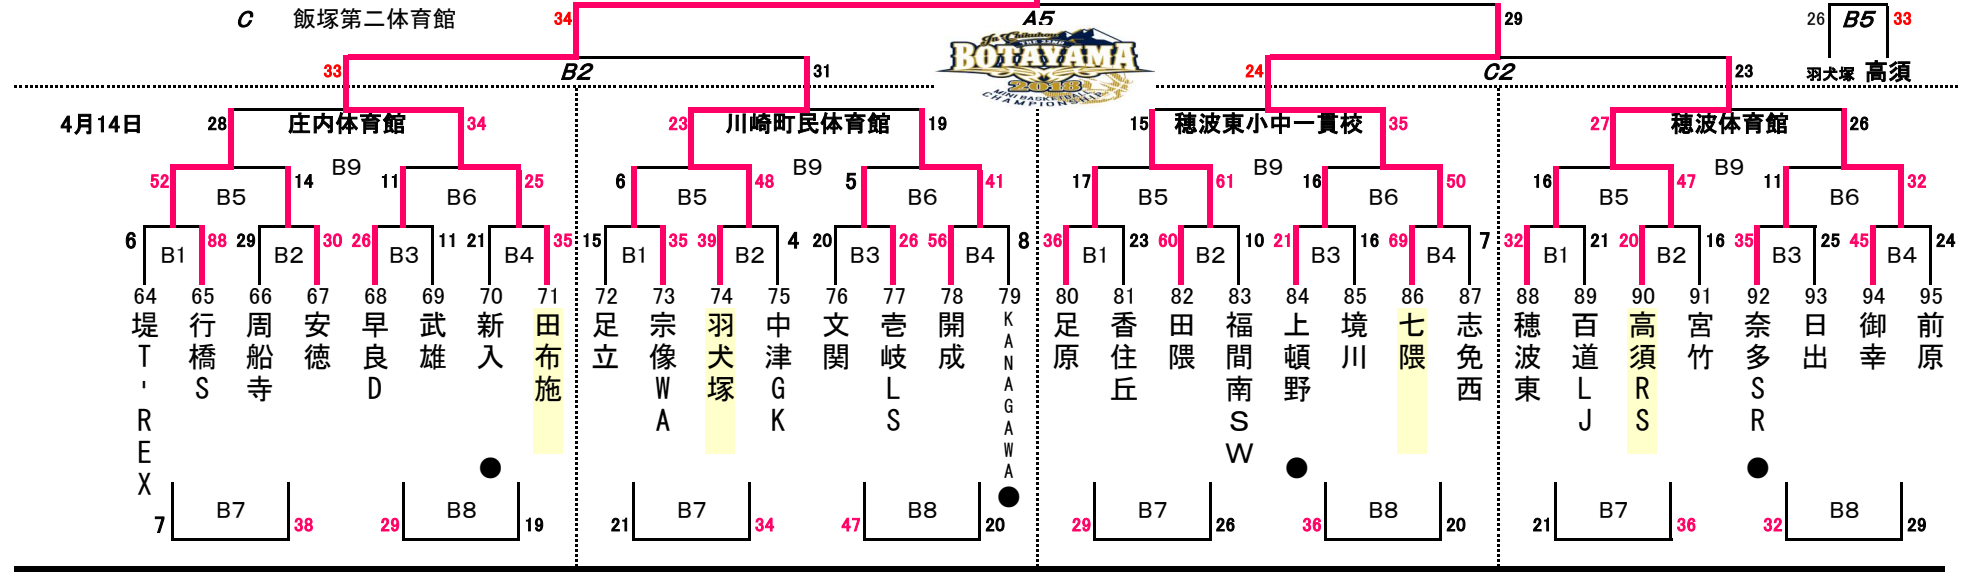 C 飯塚第二体育館 34 A5 29 26 B5 33
In Chikuhou
THE 22ND
BOTAYAMA
2018
MINI BASKETBALL
CHAMPIONSHIP
33 B2 31 24 C2 23 羽犬塚 高須
4月14日 28 庄内体育館 34 23 川崎町民体育館 19 15 穂波東小中一貫校 35 27 穂波体育館 26
B9 B9 B9 B9
52 14 11 25 6 48 5 41 17 61 16 50 16 47 11 32
B5 B6 B5 B6 B5 B6 B5 B6
6 88 29 30 26 11 21 35 15 35 39 4 20 26 56 8 36 23 60 10 21 16 69 7 32 21 20 16 35 25 45 24
B1 B2 B3 B4 B1 B2 B3 B4 B1 B2 B3 B4 B1 B2 B3 B4
64 65 66 67 68 69 70 71 72 73 74 75 76 77 78 79 80 81 82 83 84 85 86 87 88 89 90 91 92 93 94 95
堤T'REX
行橋S
周船寺
安徳
早良D
武雄
新入
田布施
足立
宗像WA
羽犬塚
中津GK
文関
壱岐LS
開成
KANAGAWA
足原
香住丘
田隈
福間南SW
上頓野
境川
七隈
志免西
穂波東
百道LJ
高須RS
宮竹
奈多SR
日出
御幸
前原
● ● ● ●
B7 B8 B7 B8 B7 B8 B7 B8
7 38 29 19 21 34 47 20 29 26 36 20 21 36 32 29